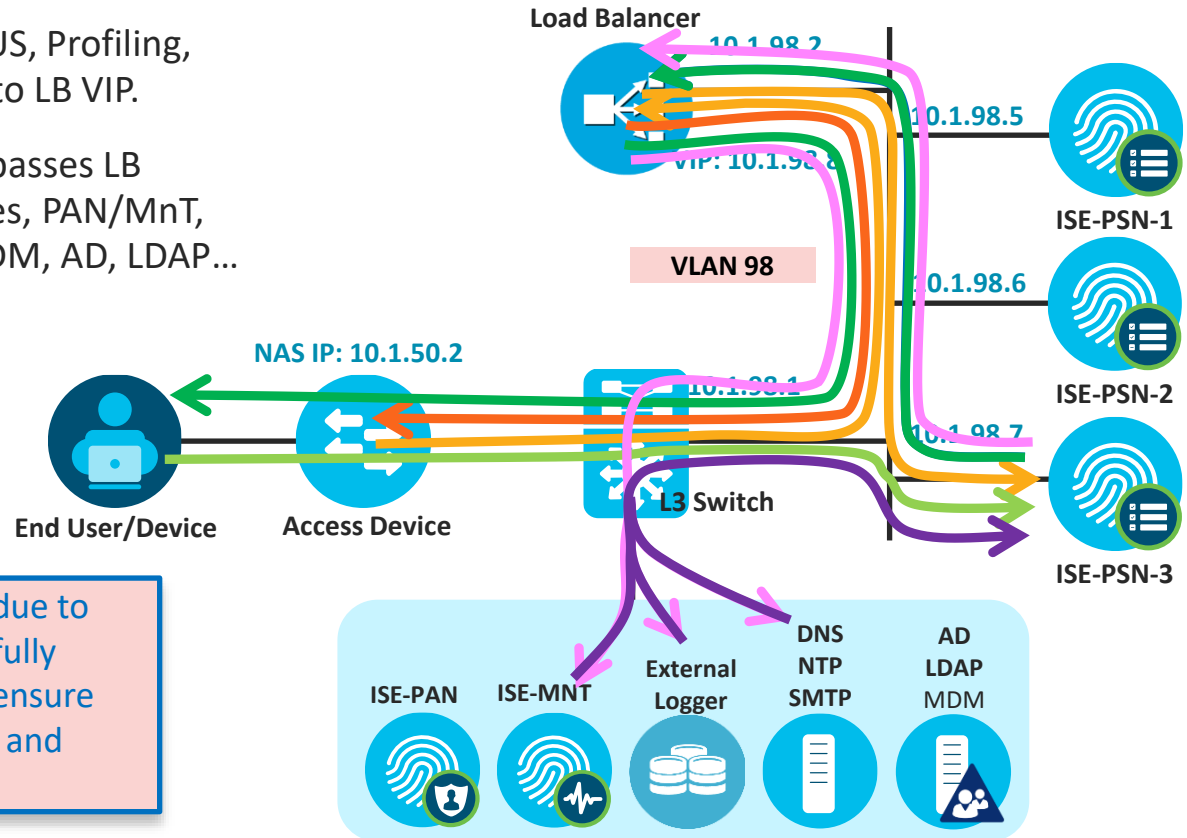 US, Profiling,
to LB VIP.
passes LB
es, PAN/MnT,
DM, AD, LDAP…
Load Balancer
10.1.98.2
VIP: 10.1.98.8
10.1.98.5
ISE-PSN-1
VLAN 98
10.1.98.6
ISE-PSN-2
NAS IP: 10.1.50.2
10.1.98.1
10.1.98.7
L3 Switch
End User/Device
Access Device
ISE-PSN-3
due to
fully
ensure
and
ISE-PAN
ISE-MNT
External
Logger
DNS
NTP
SMTP
AD
LDAP
MDM